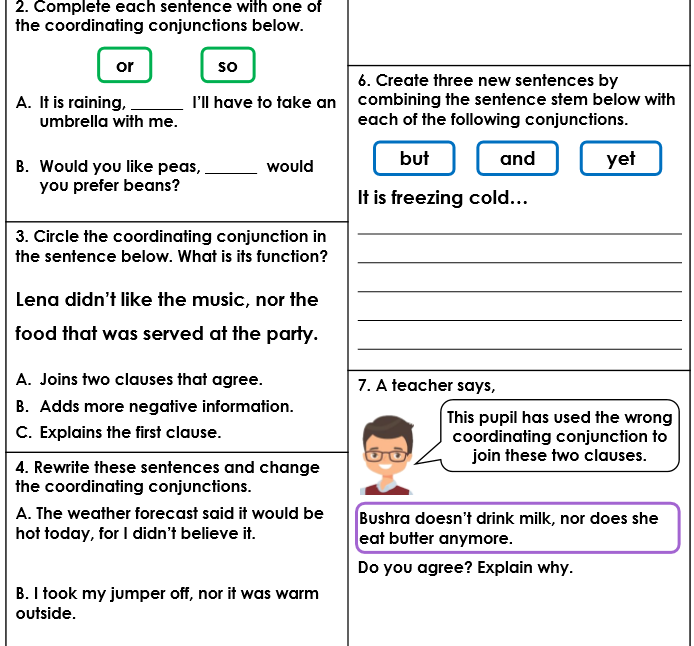 2. Complete each sentence with one of
the coordinating conjunctions below.
or
so
A. It is raining, ______ I'll have to take an
umbrella with me.
B. Would you like peas, ______ would
you prefer beans?
3. Circle the coordinating conjunction in
the sentence below. What is its function?
Lena didn't like the music, nor the
food that was served at the party.
A. Joins two clauses that agree.
B. Adds more negative information.
C. Explains the first clause.
4. Rewrite these sentences and change
the coordinating conjunctions.
A. The weather forecast said it would be
hot today, for I didn't believe it.
B. I took my jumper off, nor it was warm
outside.
6. Create three new sentences by
combining the sentence stem below with
each of the following conjunctions.
but
and
yet
It is freezing cold...
7. A teacher says,
This pupil has used the wrong
coordinating conjunction to
join these two clauses.
Bushra doesn't drink milk, nor does she
eat butter anymore.
Do you agree? Explain why.